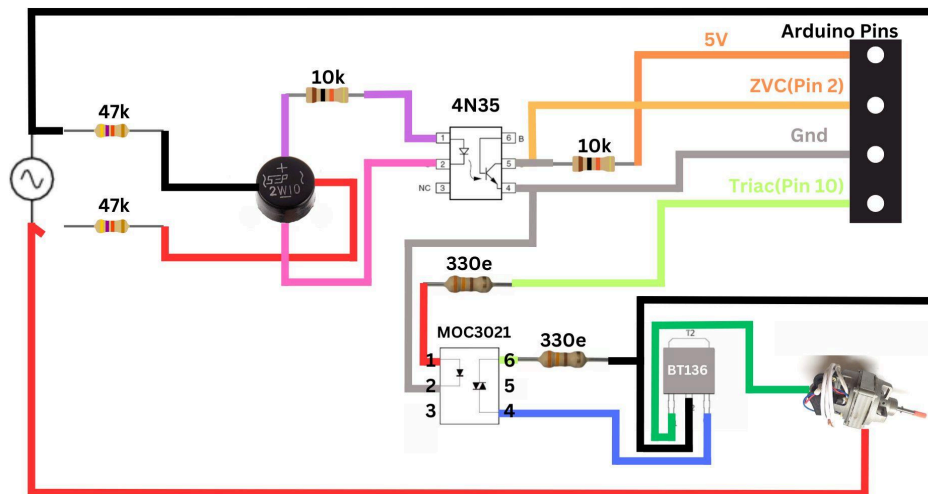 Arduino Pins
5V
10k
ZVC(Pin 2)
47k
4N35
1
6
B
10k
Gnd
+
2W10
2
5
NC
3
4
Triac(Pin 10)
47k
330e
MOC3021
330e
T2
1
6
BT136
2
5
3
4